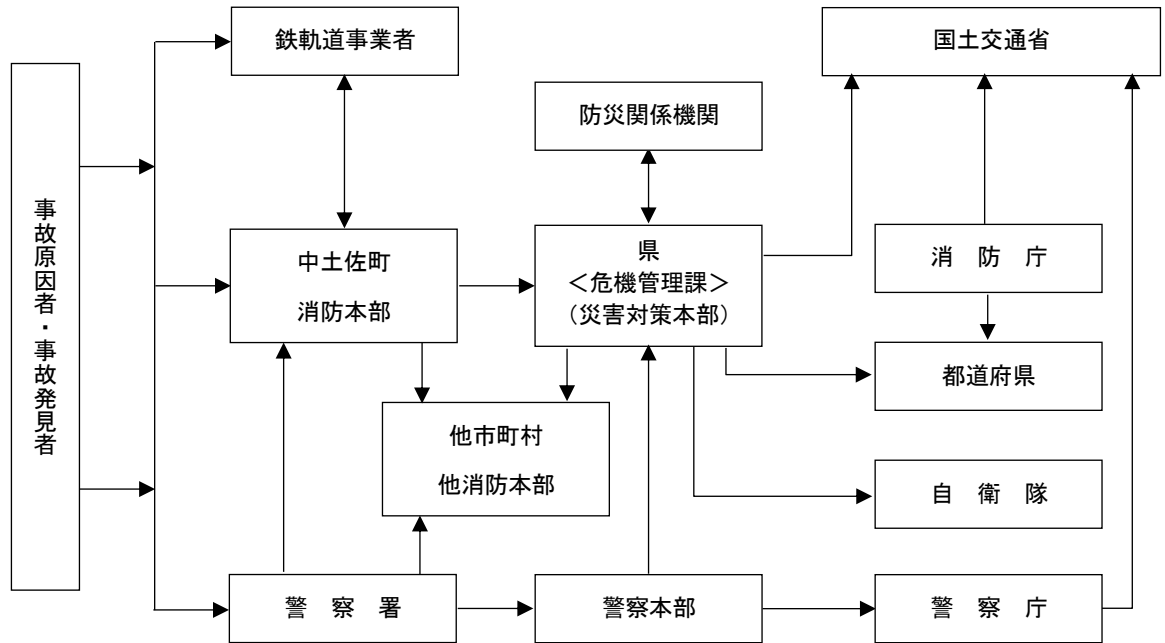 鉄軌道事業者
国土交通省
防災関係機関
事故原因者・事故発見者
中土佐町
消防本部
県
＜危機管理課＞
（災害対策本部）
消　防　庁
都道府県
他市町村
他消防本部
自　衛　隊
警　察　署
警察本部
警　察　庁